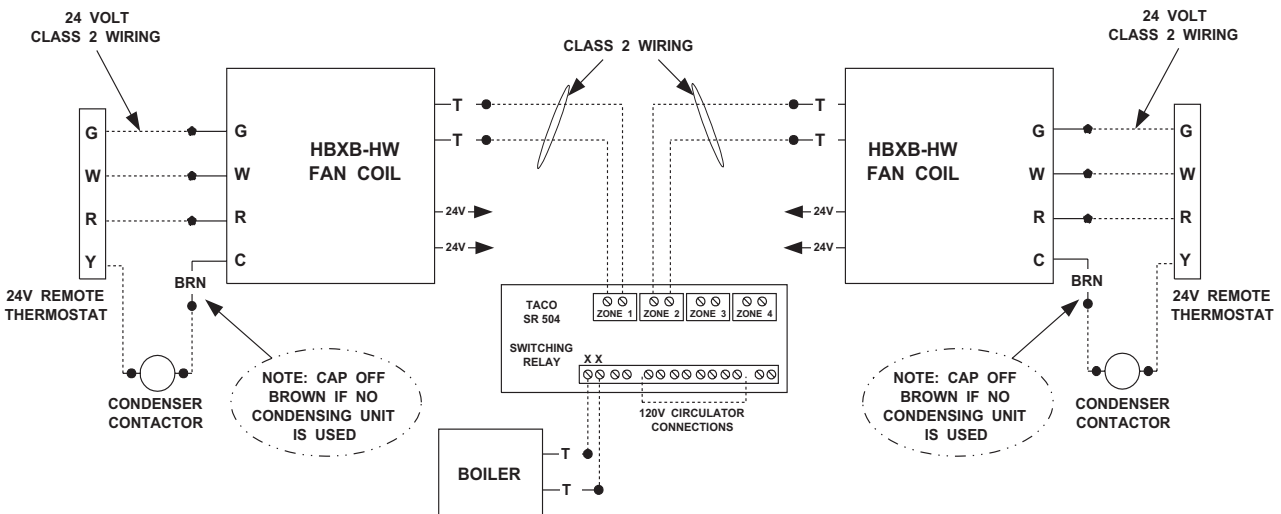 24 VOLT
CLASS 2 WIRING
CLASS 2 WIRING
24 VOLT
CLASS 2 WIRING
G
W
R
Y
24V REMOTE
THERMOSTAT
G
W
R
C
HBXB-HW
FAN COIL
T
T
24V
24V
BRN
CONDENSER
CONTACTOR
NOTE: CAP OFF
BROWN IF NO
CONDENSING UNIT
IS USED
TACO
SR 504
SWITCHING
RELAY
ZONE 1
ZONE 2
ZONE 3
ZONE 4
X X
120V CIRCULATOR
CONNECTIONS
BOILER
T
T
T
T
24V
24V
HBXB-HW
FAN COIL
G
W
R
C
BRN
G
W
R
Y
24V REMOTE
THERMOSTAT
NOTE: CAP OFF
BROWN IF NO
CONDENSING UNIT
IS USED
CONDENSER
CONTACTOR